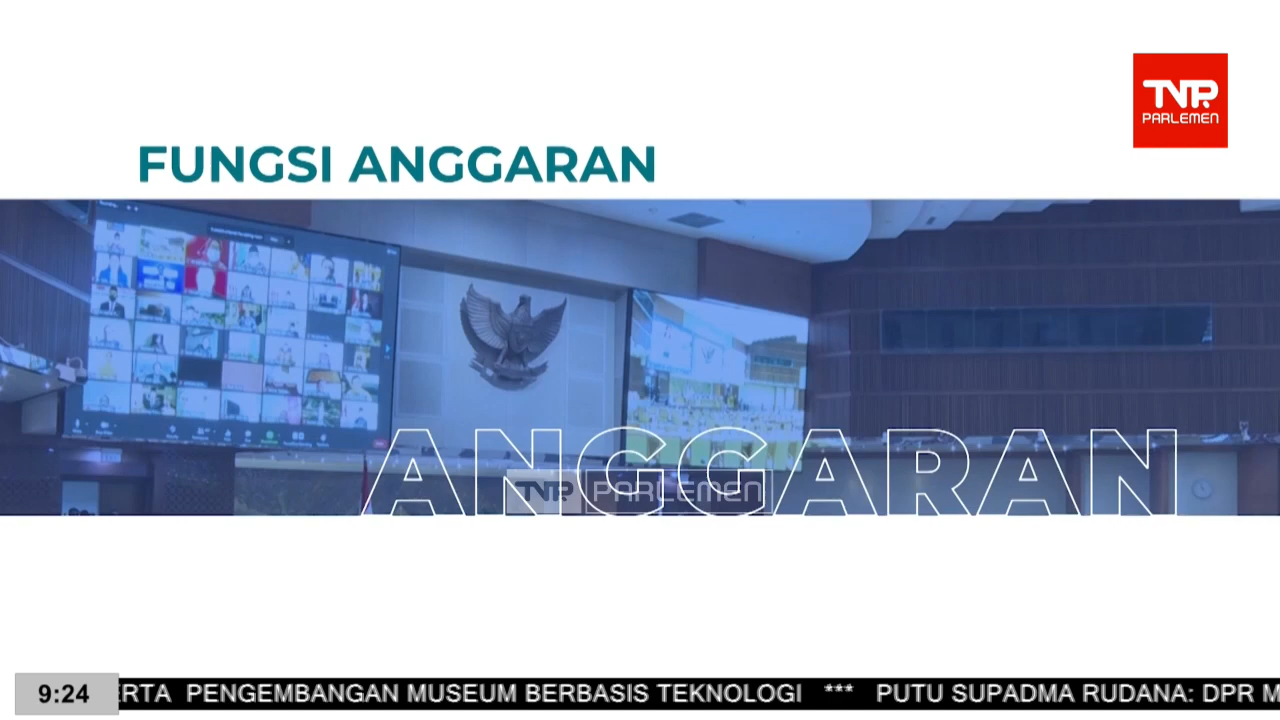 TVR
PARLEMEN
FUNGSI ANGGARAN
ANGGARAN
TVR PARLEMEN
9:24
ERTA PENGEMBANGAN MUSEUM BERBASIS TEKNOLOGI *** PUTU SUPADMA RUDANA: DPR M